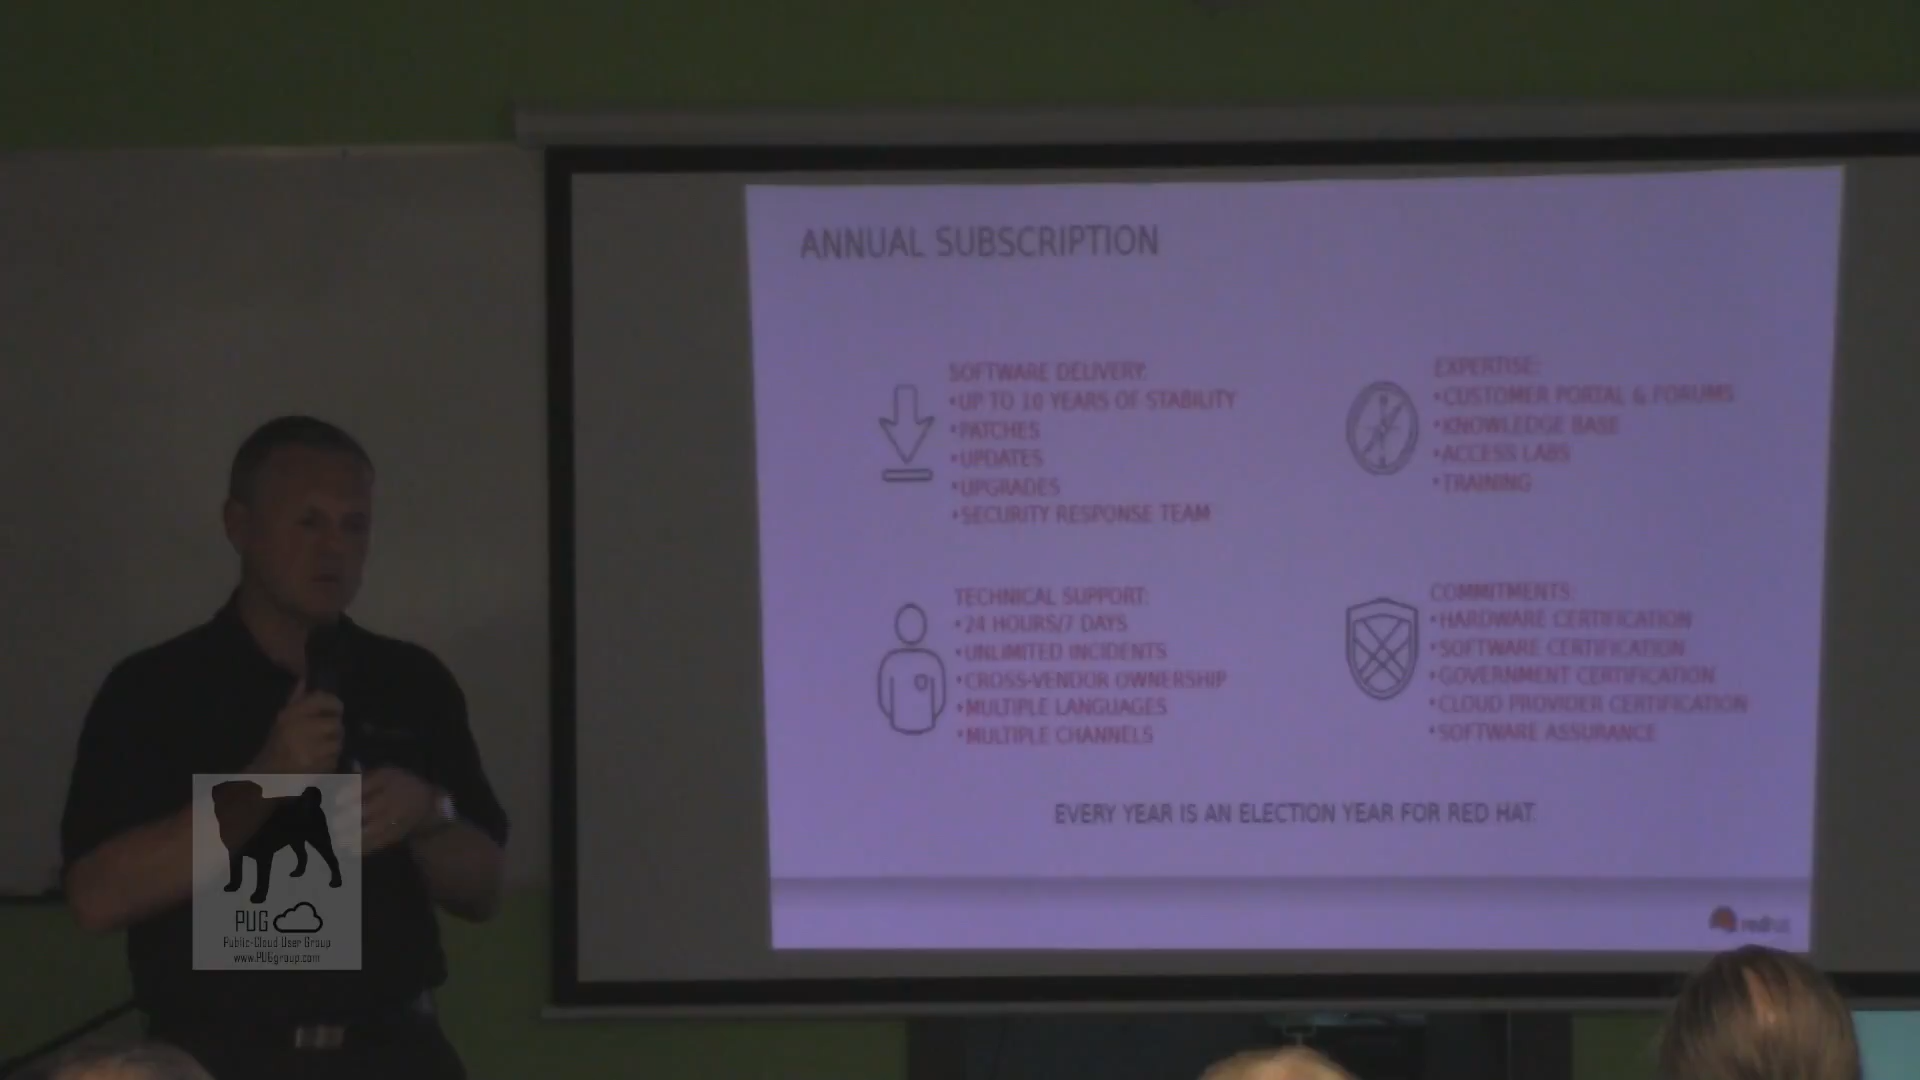 ANNUAL SUBSCRIPTION
SOFTWARE DELIVERY:
•UP TO 10 YEARS OF STABILITY
•PATCHES
•UPDATES
•UPGRADES
•SECURITY RESPONSE TEAM
EXPERTISE:
•CUSTOMER PORTAL & FORUMS
•KNOWLEDGE BASE
•ACCESS LABS
•TRAINING
TECHNICAL SUPPORT:
•24 HOURS/7 DAYS
•UNLIMITED INCIDENTS
•CROSS-VENDOR OWNERSHIP
•MULTIPLE LANGUAGES
•MULTIPLE CHANNELS
COMMITMENTS:
•HARDWARE CERTIFICATION
•SOFTWARE CERTIFICATION
•GOVERNMENT CERTIFICATION
•CLOUD PROVIDER CERTIFICATION
•SOFTWARE ASSURANCE
EVERY YEAR IS AN ELECTION YEAR FOR RED HAT.
redhat
PUG
Public-Cloud User Group
www.PUGgroup.com